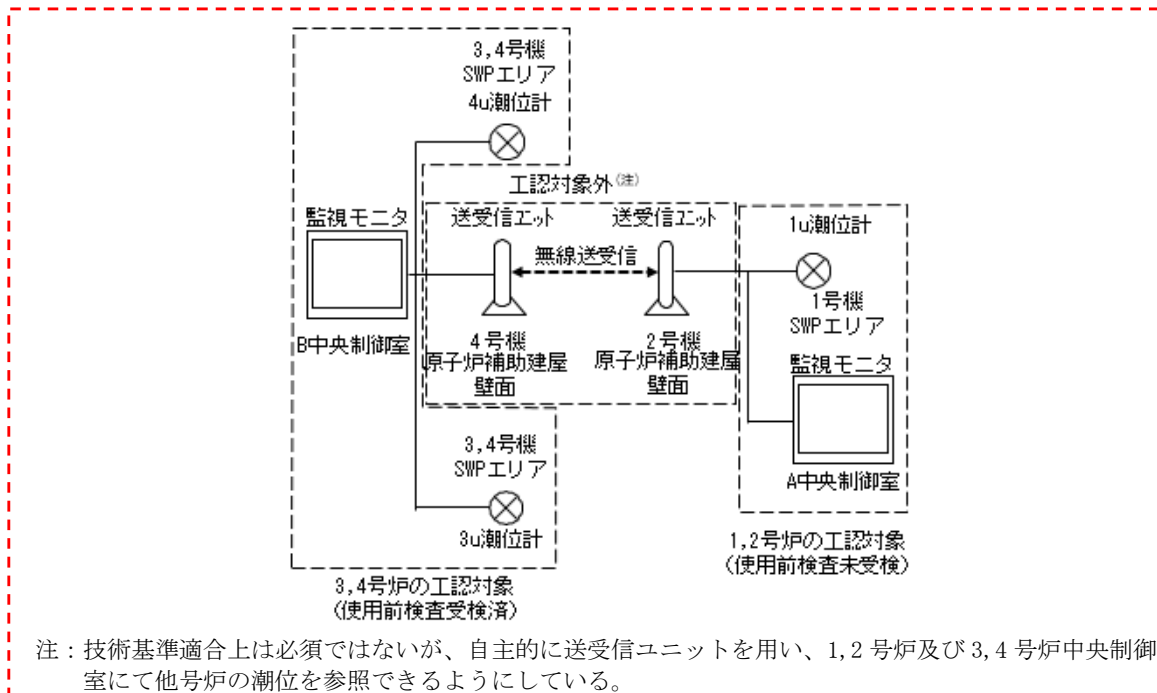 3,4号機
SWPエリア
4u潮位計
工認対象外(注)
監視モニタ
B中央制御室
送受信ユニット
無線送受信
送受信ユニット
4号機
原子炉補助建屋
壁面
2号機
原子炉補助建屋
壁面
1u潮位計
1号機
SWPエリア
監視モニタ
A中央制御室
3,4号機
SWPエリア
3u潮位計
3,4号炉の工認対象
(使用前検査受検済)
1,2号炉の工認対象
(使用前検査未受検)
注：技術基準適合上は必須ではないが、自主的に送受信ユニットを用い、1,2 号炉及び 3,4 号炉中央制御
室にて他号炉の潮位を参照できるようにしている。